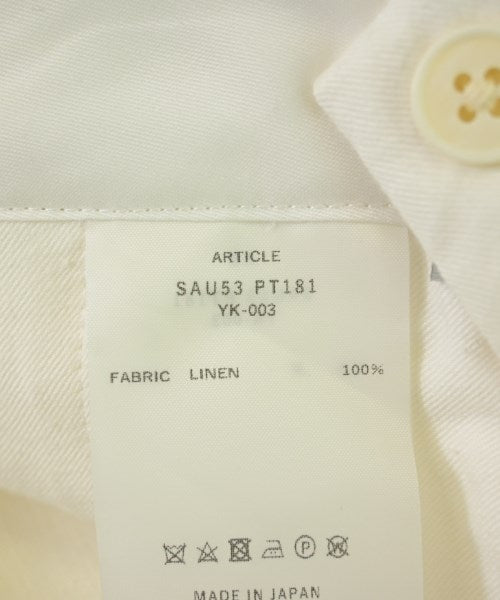 ARTICLE
SAU53 PT181
YK-003
FABRIC LINEN 100%
MADE IN JAPAN